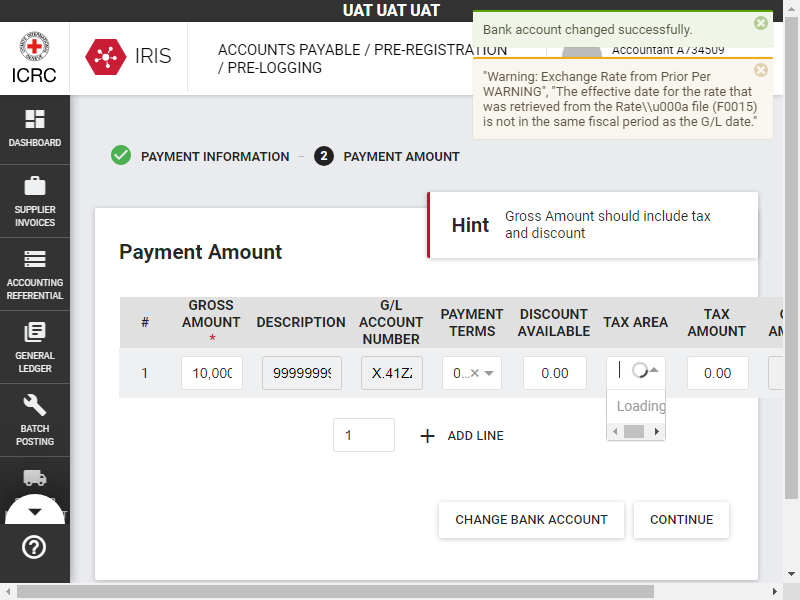 UAT UAT UAT
ICRC
IRIS
ACCOUNTS PAYABLE / PRE-REGISTRATION
/ PRE-LOGGING
Accountant A734509
Bank account changed successfully.
"Warning: Exchange Rate from Prior Per
WARNING", "The effective date for the rate that
was retrieved from the Rate\\u000a file (F0015)
is not in the same fiscal period as the G/L date."
DASHBOARD
SUPPLIER
INVOICES
ACCOUNTING
REFERENTIAL
GENERAL
LEDGER
BATCH
POSTING
PAYMENT INFORMATION
2 PAYMENT AMOUNT
Hint
Gross Amount should include tax
and discount
Payment Amount
# GROSS AMOUNT * DESCRIPTION G/L ACCOUNT NUMBER PAYMENT TERMS DISCOUNT AVAILABLE TAX AREA TAX AMOUNT
1 10,000 99999999 X.41Z 0...× 0.00 0.00
Loading
1 + ADD LINE
CHANGE BANK ACCOUNT CONTINUE